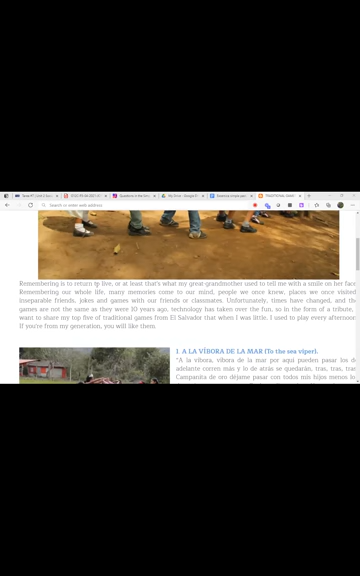 Search or enter web address
Remembering is to return tp live, or at least that's what my great-grandmother used to tell me with a smile on her face
Remembering our whole life, many memories come to our mind, people we once knew, places we once visited
inseparable friends, jokes and games with our friends or classmates. Unfortunately, times have changed, and th
games are not the same as they were 10 years ago, technology has taken over the fun, so in the form of a tribute,
want to share my top five of traditional games from El Salvador that when I was little, I used to play every afternoon
If you're from my generation, you will like them.
1. A LA VÍBORA DE LA MAR (To the sea viper).
"A la víbora, víbora de la mar por aquí pueden pasar los d
adelante corren más y lo de atrás se quedarán, tras, tras, tras
Campanita de oro déjame pasar con todos mis hijos menos lo